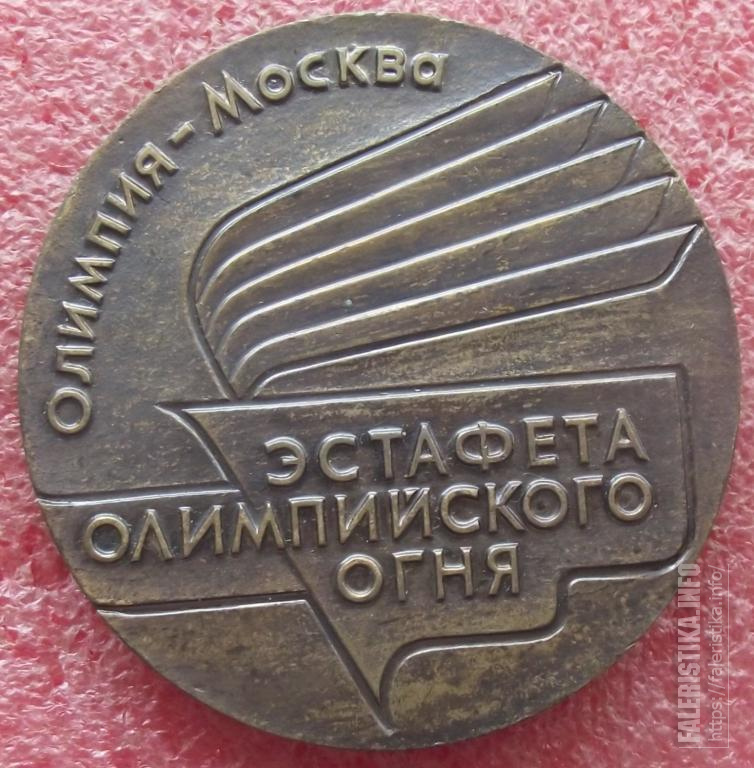 Олимпия - Москва
ЭСТАФЕТА
ОЛИМПИЙСКОГО
ОГНЯ
FALERISTIKA.INFO
https://faleristika.info/